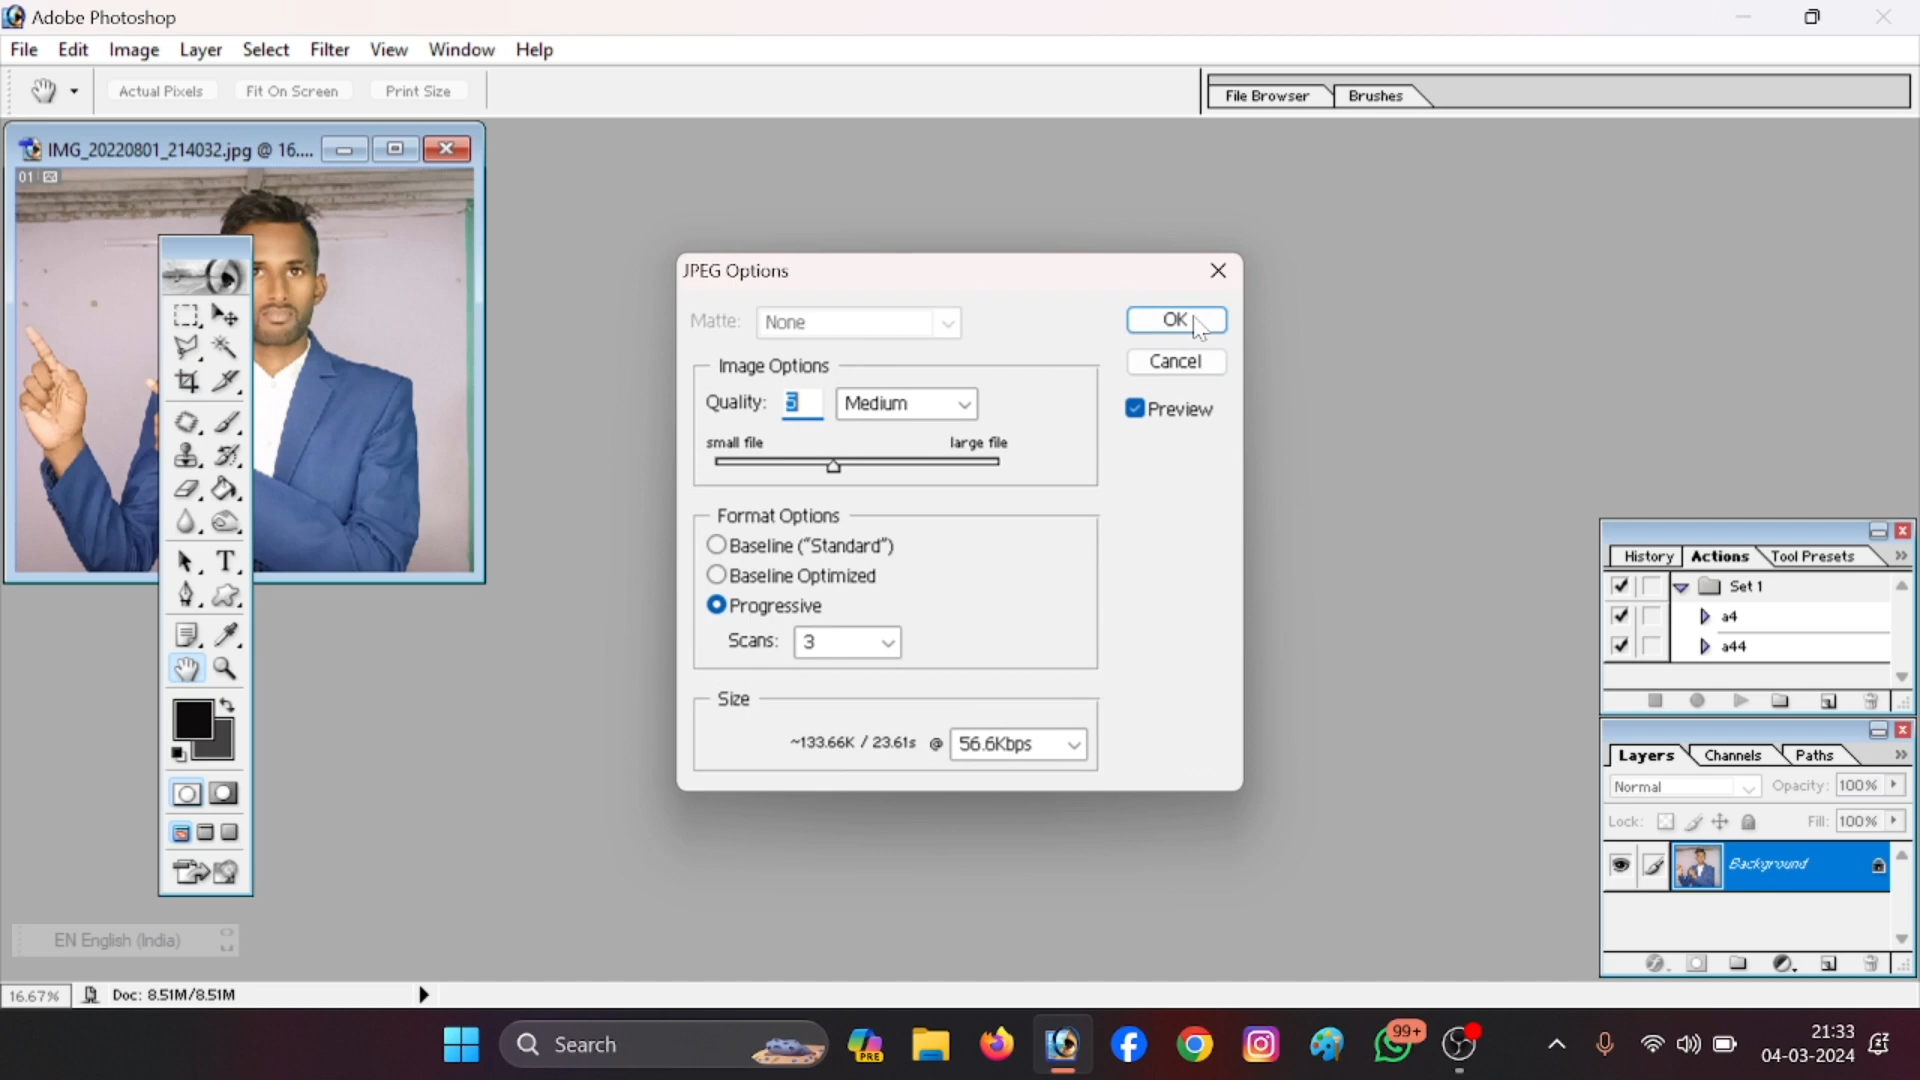 Adobe Photoshop
File Edit Image Layer Select Filter View Window Help
Actual Pixels Fit On Screen Print Size
File Browser Brushes
IMG_20220801_214032.jpg @ 16....
01
JPEG Options
Matte: None
OK
Cancel
Preview
Image Options
Quality: 5 Medium
small file large file
Format Options
Baseline ("Standard")
Baseline Optimized
Progressive
Scans: 3
Size
~133.66K / 23.61s @ 56.6Kbps
History Actions Tool Presets
Set 1
a4
a44
Layers Channels Paths
Normal Opacity: 100%
Lock: Fill: 100%
Background
T
EN English (India)
16.67% Doc: 8.51M/8.51M
Search
PRE
99+
21:33
04-03-2024